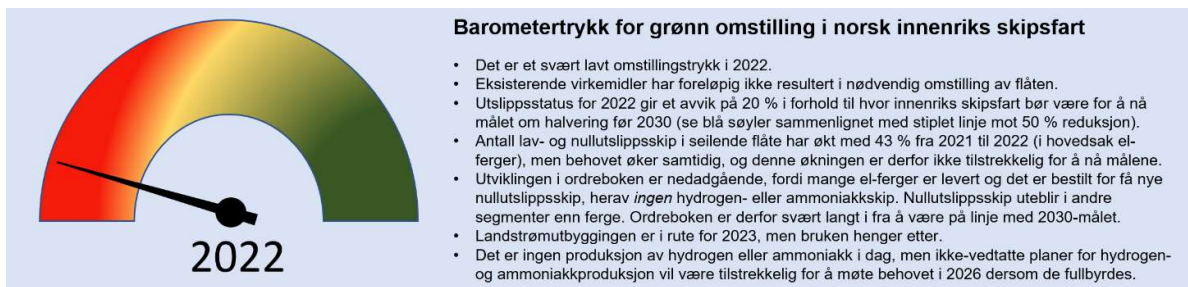 Barometertrykk for grønn omstilling i norsk innenriks skipsfart
• Det er et svært lavt omstillingstrykk i 2022.
• Eksisterende virkemidler har foreløpig ikke resultert i nødvendig omstilling av flåten.
• Utslippsstatus for 2022 gir et avvik på 20 % i forhold til hvor innenriks skipsfart bør være for å nå
målet om halvering før 2030 (se blå søyler sammenlignet med stiplet linje mot 50 % reduksjon).
• Antall lav- og nullutslippsskip i seilende flåte har økt med 43 % fra 2021 til 2022 (i hovedsak el-
ferger), men behovet øker samtidig, og denne økningen er derfor ikke tilstrekkelig for å nå målene.
• Utviklingen i ordreboken er nedadgående, fordi mange el-ferger er levert og det er bestilt for få nye
nullutslippsskip, herav ingen hydrogen- eller ammoniakkskip. Nullutslippsskip uteblir i andre
segmenter enn ferge. Ordreboken er derfor svært langt i fra å være på linje med 2030-målet.
• Landstrømutbyggingen er i rute for 2023, men bruken henger etter.
• Det er ingen produksjon av hydrogen eller ammoniakk i dag, men ikke-vedtatte planer for hydrogen-
og ammoniakkproduksjon vil være tilstrekkelig for å møte behovet i 2026 dersom de fullbyrdes.
2022